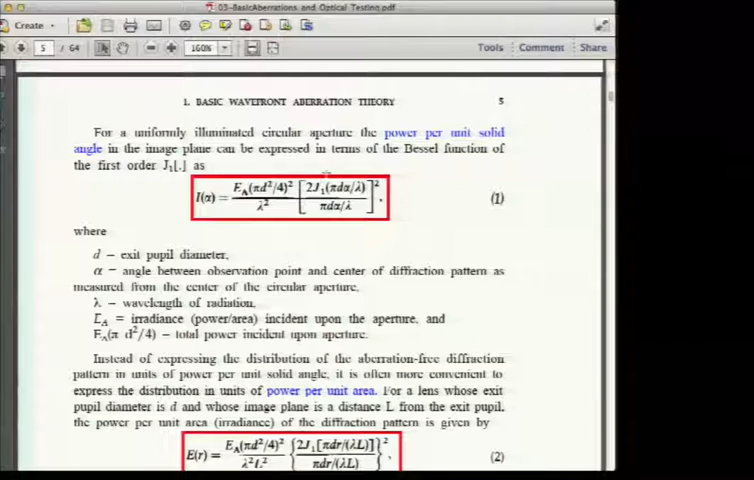 03-BasicAberrations and Optical Testing.pdf
Create
5 / 64 160% Tools Comment Share
1. BASIC WAVEFRONT ABERRATION THEORY 5
For a uniformly illuminated circular aperture the power per unit solid
angle in the image plane can be expressed in terms of the Bessel function of
the first order J₁[.] as
I(α) = E_A(πd²/4)²/λ² [2J₁(πdα/λ)/πdα/λ]², (1)
where
d – exit pupil diameter,
α – angle between observation point and center of diffraction pattern as
measured from the center of the circular aperture,
λ – wavelength of radiation,
E_A = irradiance (power/area) incident upon the aperture, and
E_A(π d²/4) – total power incident upon aperture.
Instead of expressing the distribution of the aberration-free diffraction
pattern in units of power per unit solid angle, it is often more convenient to
express the distribution in units of power per unit area. For a lens whose exit
pupil diameter is d and whose image plane is a distance L from the exit pupil,
the power per unit area (irradiance) of the diffraction pattern is given by
E(r) = E_A(πd²/4)²/λ²L² {2J₁[πdr/(λL)]/πdr/(λL)}², (2)